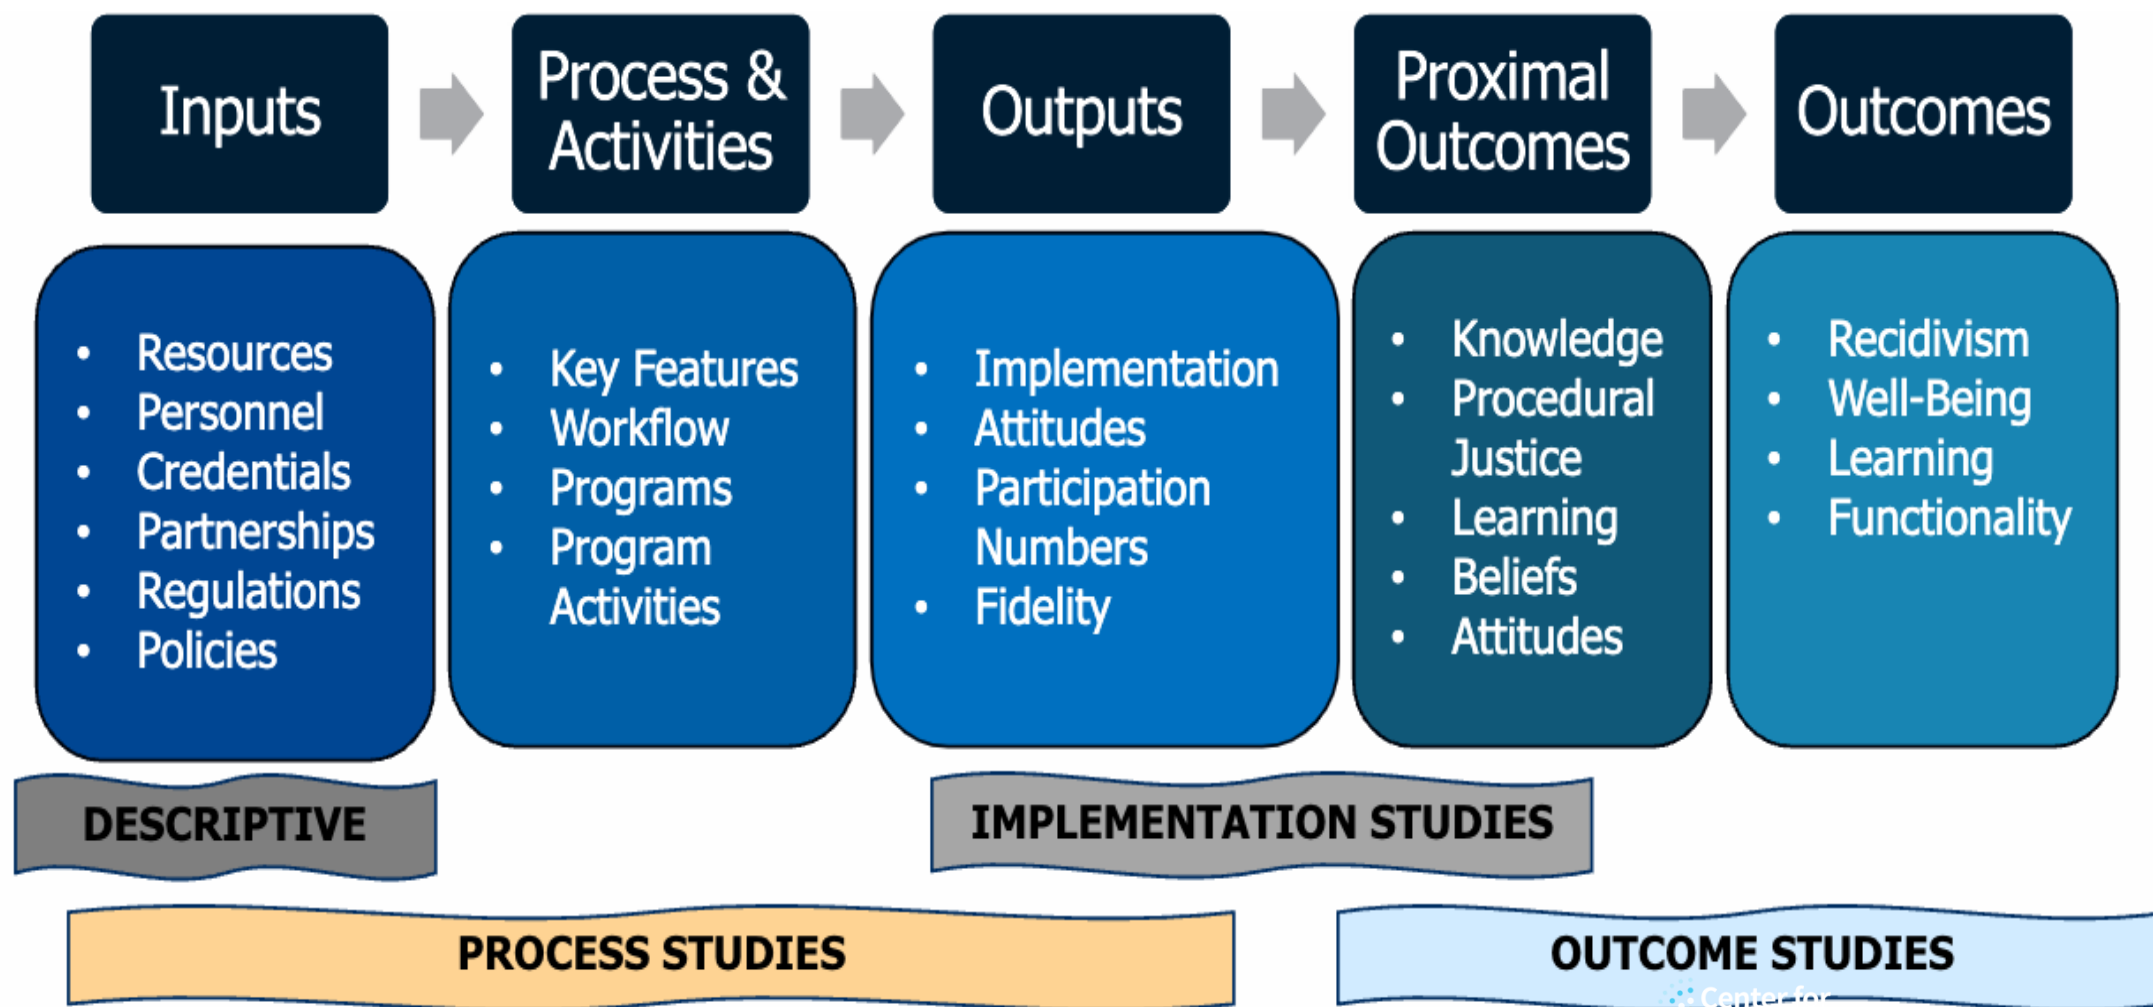 Inputs
Process &
Activities
Outputs
Proximal
Outcomes
Outcomes
• Resources
• Personnel
• Credentials
• Partnerships
• Regulations
• Policies
• Key Features
• Workflow
• Programs
• Program
Activities
• Implementation
• Attitudes
• Participation
Numbers
• Fidelity
• Knowledge
• Procedural
Justice
• Learning
• Beliefs
• Attitudes
• Recidivism
• Well-Being
• Learning
• Functionality
DESCRIPTIVE
IMPLEMENTATION STUDIES
PROCESS STUDIES
OUTCOME STUDIES
Center for